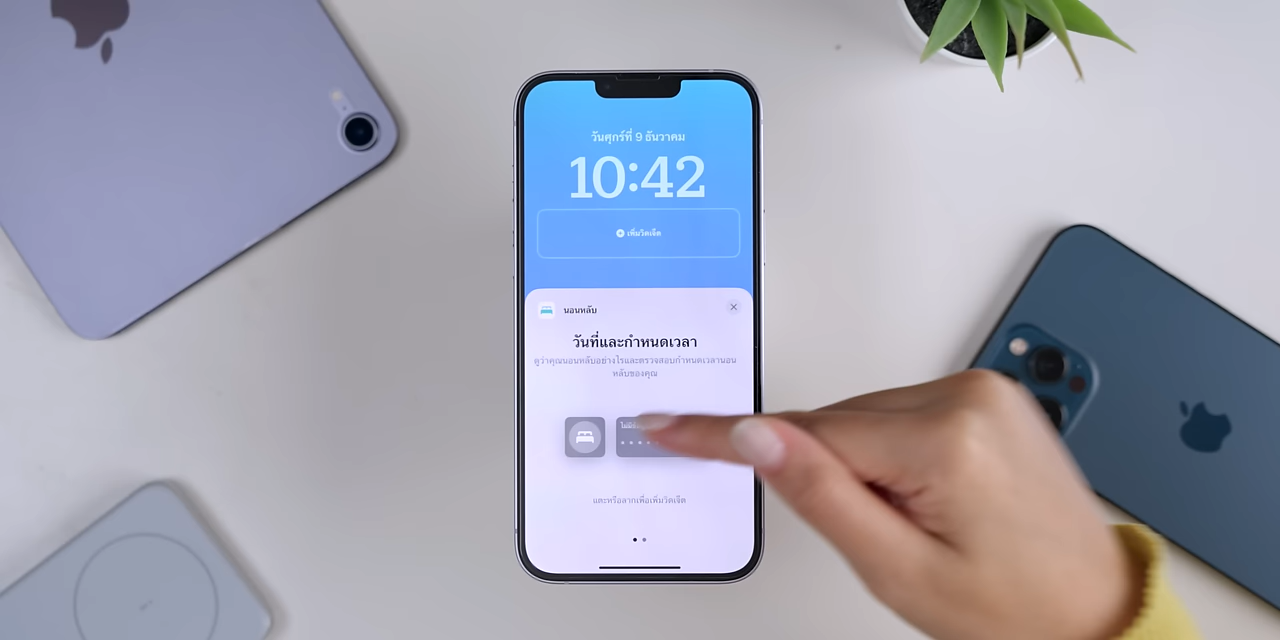 วันศุกร์ที่ 9 ธันวาคม
10:42
เพิ่มวิดเจ็ต
นอนหลับ
วันที่และกำหนดเวลา
ดูว่าคุณนอนหลับอย่างไรและตรวจสอบกำหนดเวลานอน
หลับของคุณ
แตะหรือลากเพื่อเพิ่มวิดเจ็ต